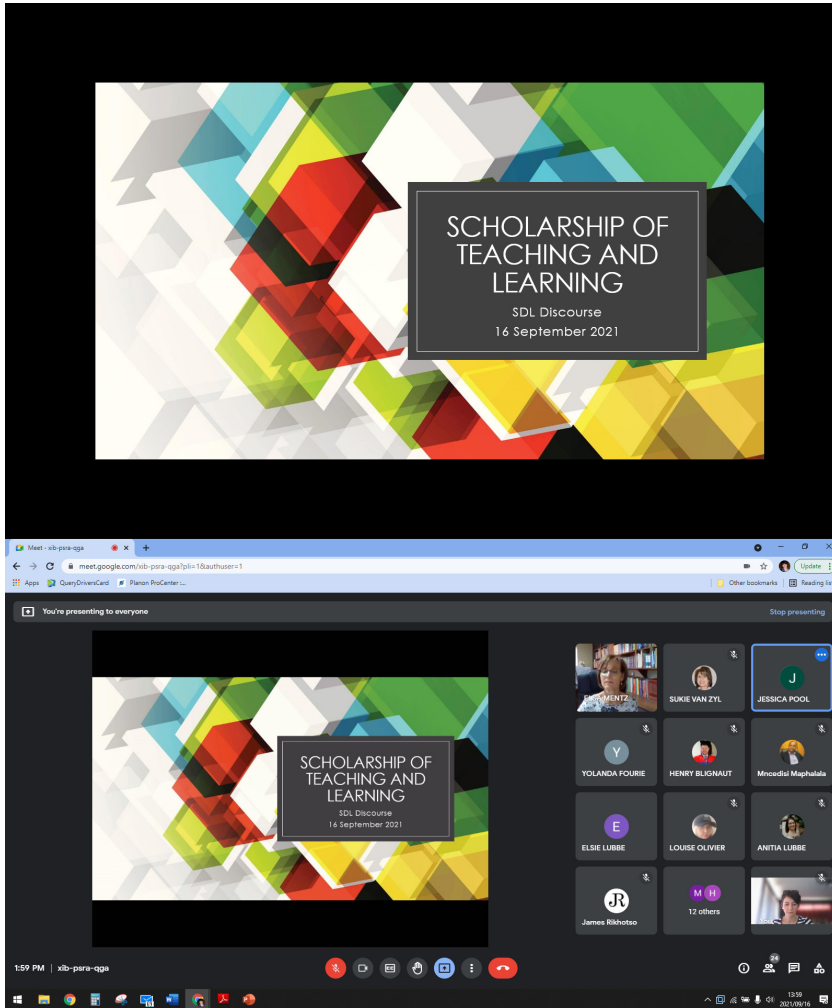 SCHOLARSHIP OF
TEACHING AND
LEARNING
SDL Discourse
16 September 2021
Meet - xib-psra-qga
meet.google.com/xib-psra-qga?pli=1&authuser=1
Update
Apps
QueryDriversCard
Planon ProCenter :...
Other bookmarks
Reading list
You're presenting to everyone
Stop presenting
SCHOLARSHIP OF
TEACHING AND
LEARNING
SDL Discourse
16 September 2021
MENTZ
SUKIE VAN ZYL
J
JESSICA POOL
Y
YOLANDA FOURIE
HENRY BLIGNAUT
Mncedisi Maphalala
E
ELSIE LUBBE
LOUISE OLIVIER
ANITIA LUBBE
JR
James Rikhotso
M H
12 others
1:59 PM | xib-psra-qga
24
13:59
2021/09/16